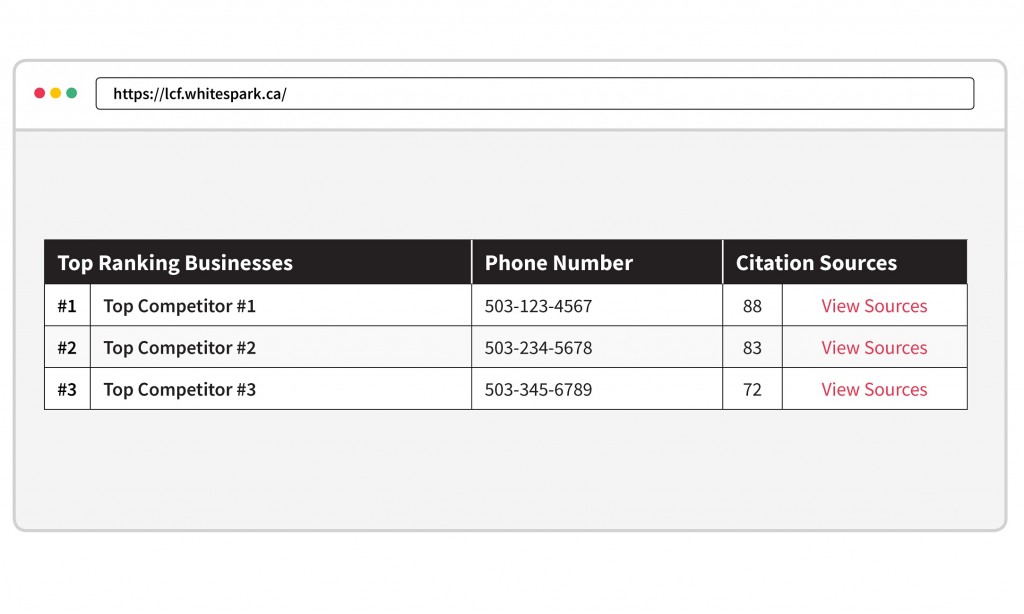 https://lcf.whitespark.ca/
Top Ranking Businesses Phone Number Citation Sources
#1 Top Competitor #1 503-123-4567 88 View Sources
#2 Top Competitor #2 503-234-5678 83 View Sources
#3 Top Competitor #3 503-345-6789 72 View Sources